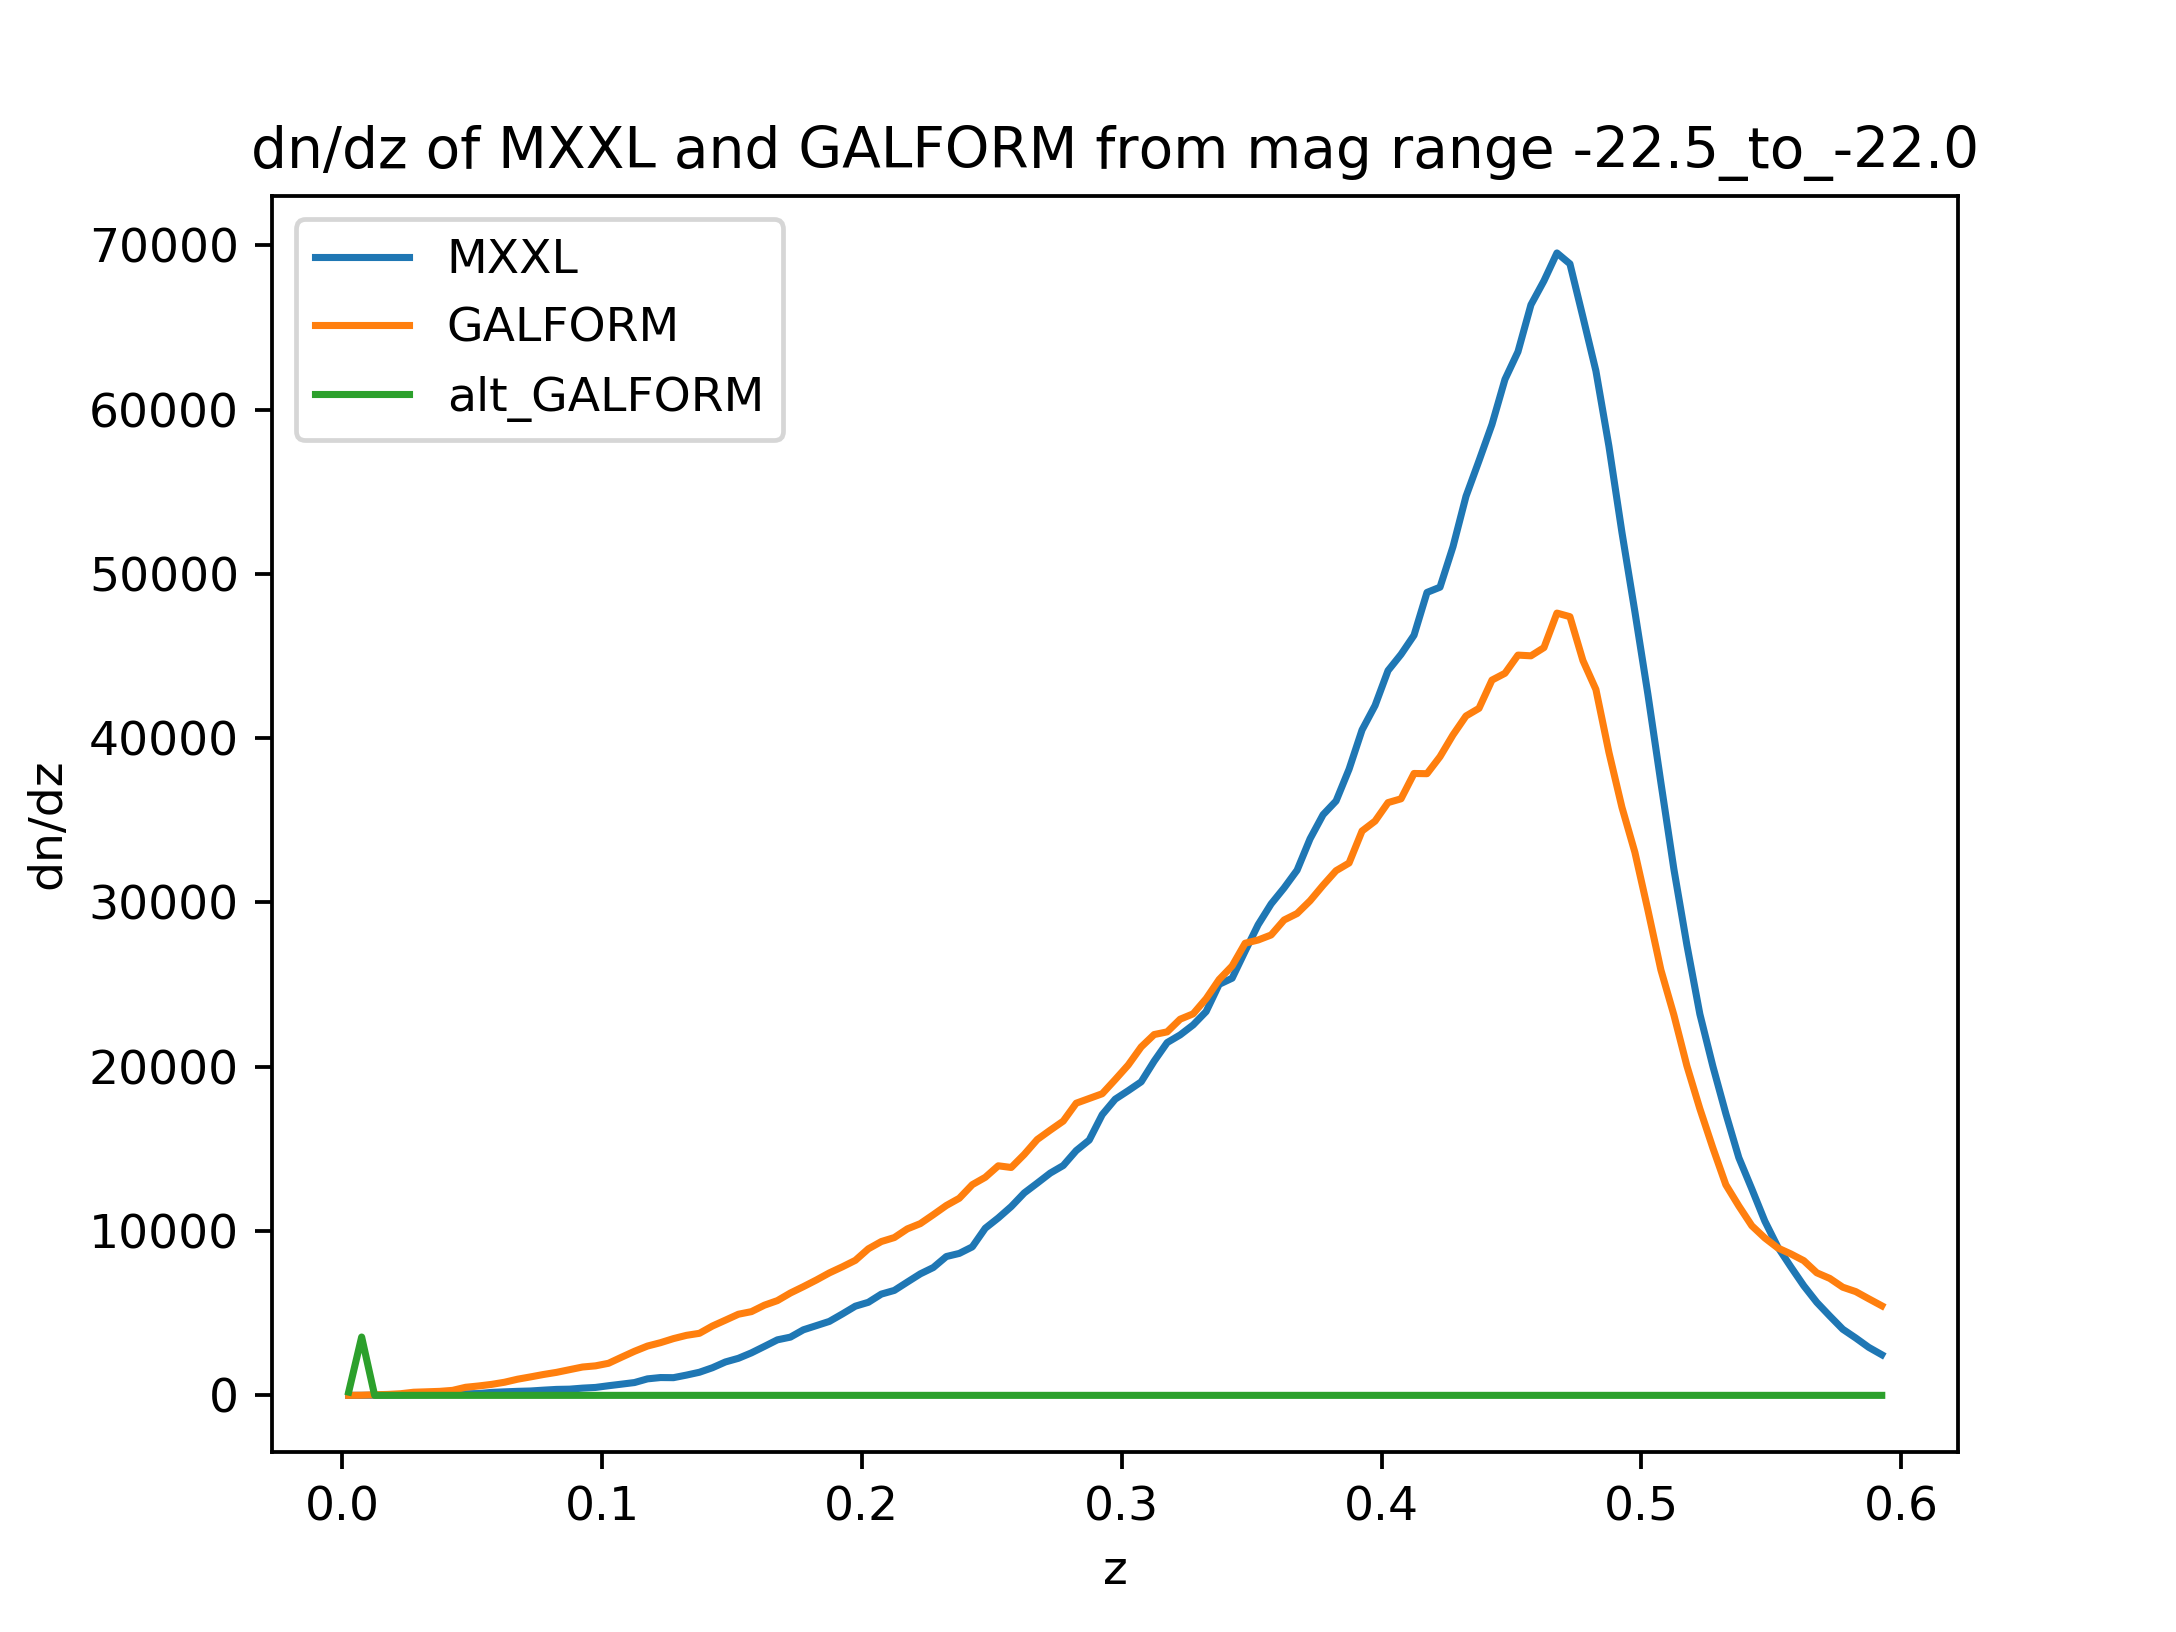 dn/dz of MXXL and GALFORM from mag range -22.5_to_-22.0
MXXL
GALFORM
alt_GALFORM
70000
60000
50000
40000
30000
20000
10000
0
dn/dz
0.0 0.1 0.2 0.3 0.4 0.5 0.6
z